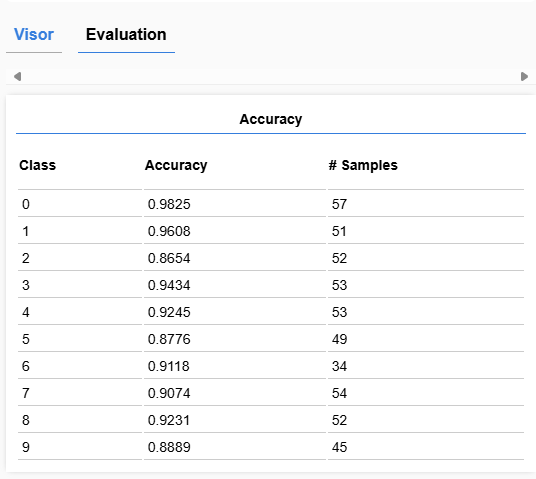 Visor Evaluation
Accuracy
Class Accuracy # Samples
0 0.9825 57
1 0.9608 51
2 0.8654 52
3 0.9434 53
4 0.9245 53
5 0.8776 49
6 0.9118 34
7 0.9074 54
8 0.9231 52
9 0.8889 45